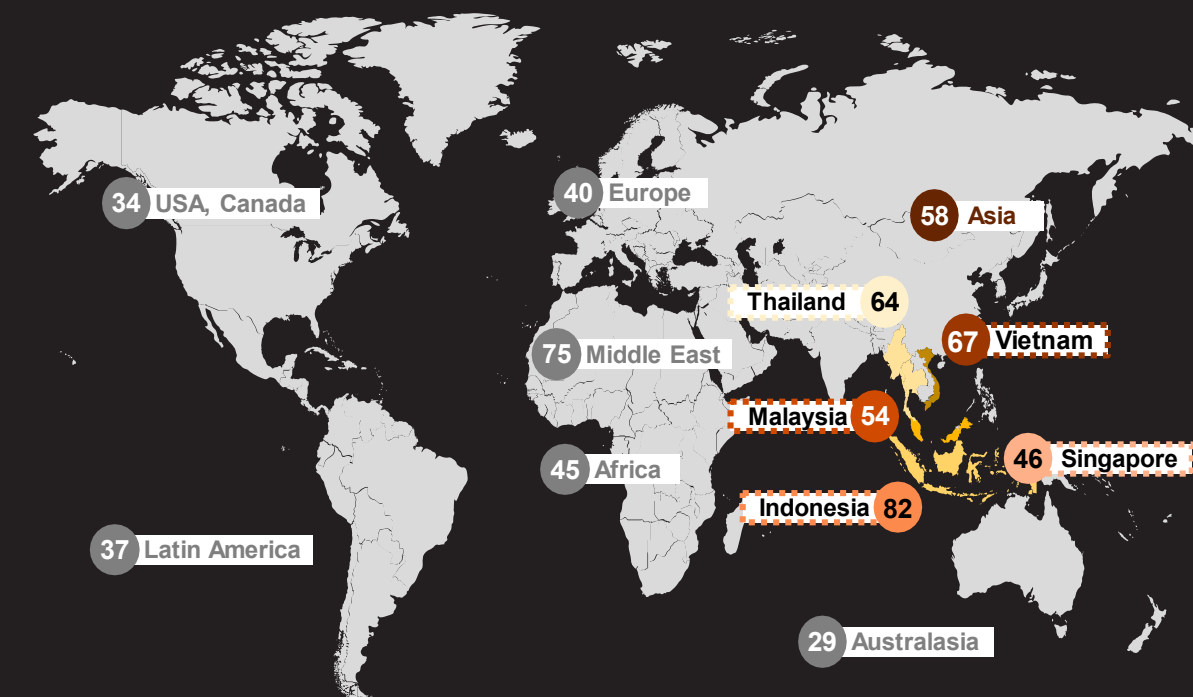 34 USA, Canada
40 Europe
58 Asia
Thailand 64
67 Vietnam
75 Middle East
Malaysia 54
46 Singapore
45 Africa
Indonesia 82
37 Latin America
29 Australasia